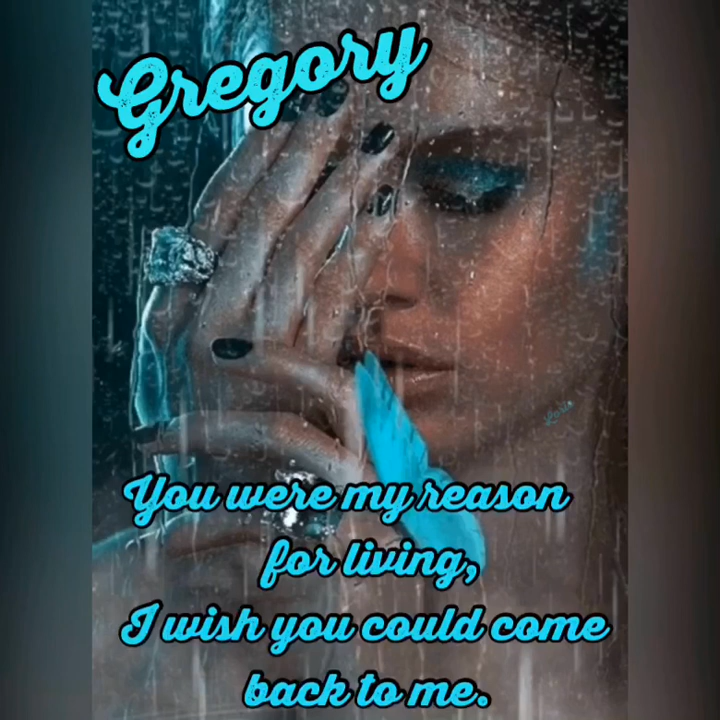 Gregory
You were my reason
for living,
I wish you could come
back to me.